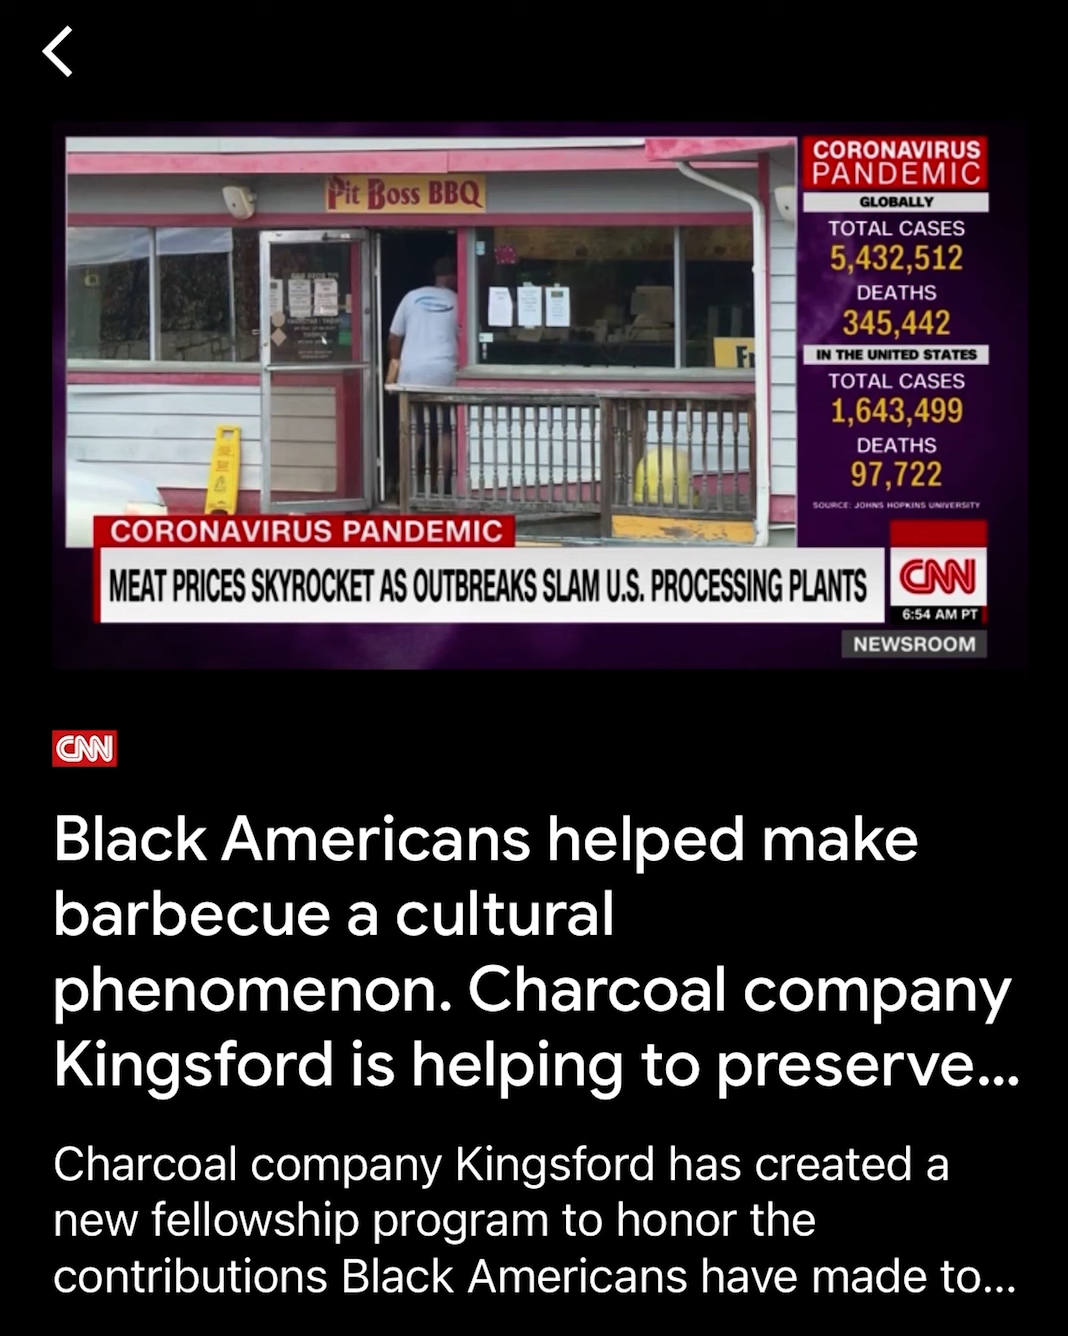 Pit Boss BBQ
CORONAVIRUS
PANDEMIC
GLOBALLY
TOTAL CASES
5,432,512
DEATHS
345,442
IN THE UNITED STATES
TOTAL CASES
1,643,499
DEATHS
97,722
SOURCE: JOHNS HOPKINS UNIVERSITY
CORONAVIRUS PANDEMIC
MEAT PRICES SKYROCKET AS OUTBREAKS SLAM U.S. PROCESSING PLANTS
CNN
6:54 AM PT
NEWSROOM
CNN
Black Americans helped make
barbecue a cultural
phenomenon. Charcoal company
Kingsford is helping to preserve...
Charcoal company Kingsford has created a
new fellowship program to honor the
contributions Black Americans have made to...